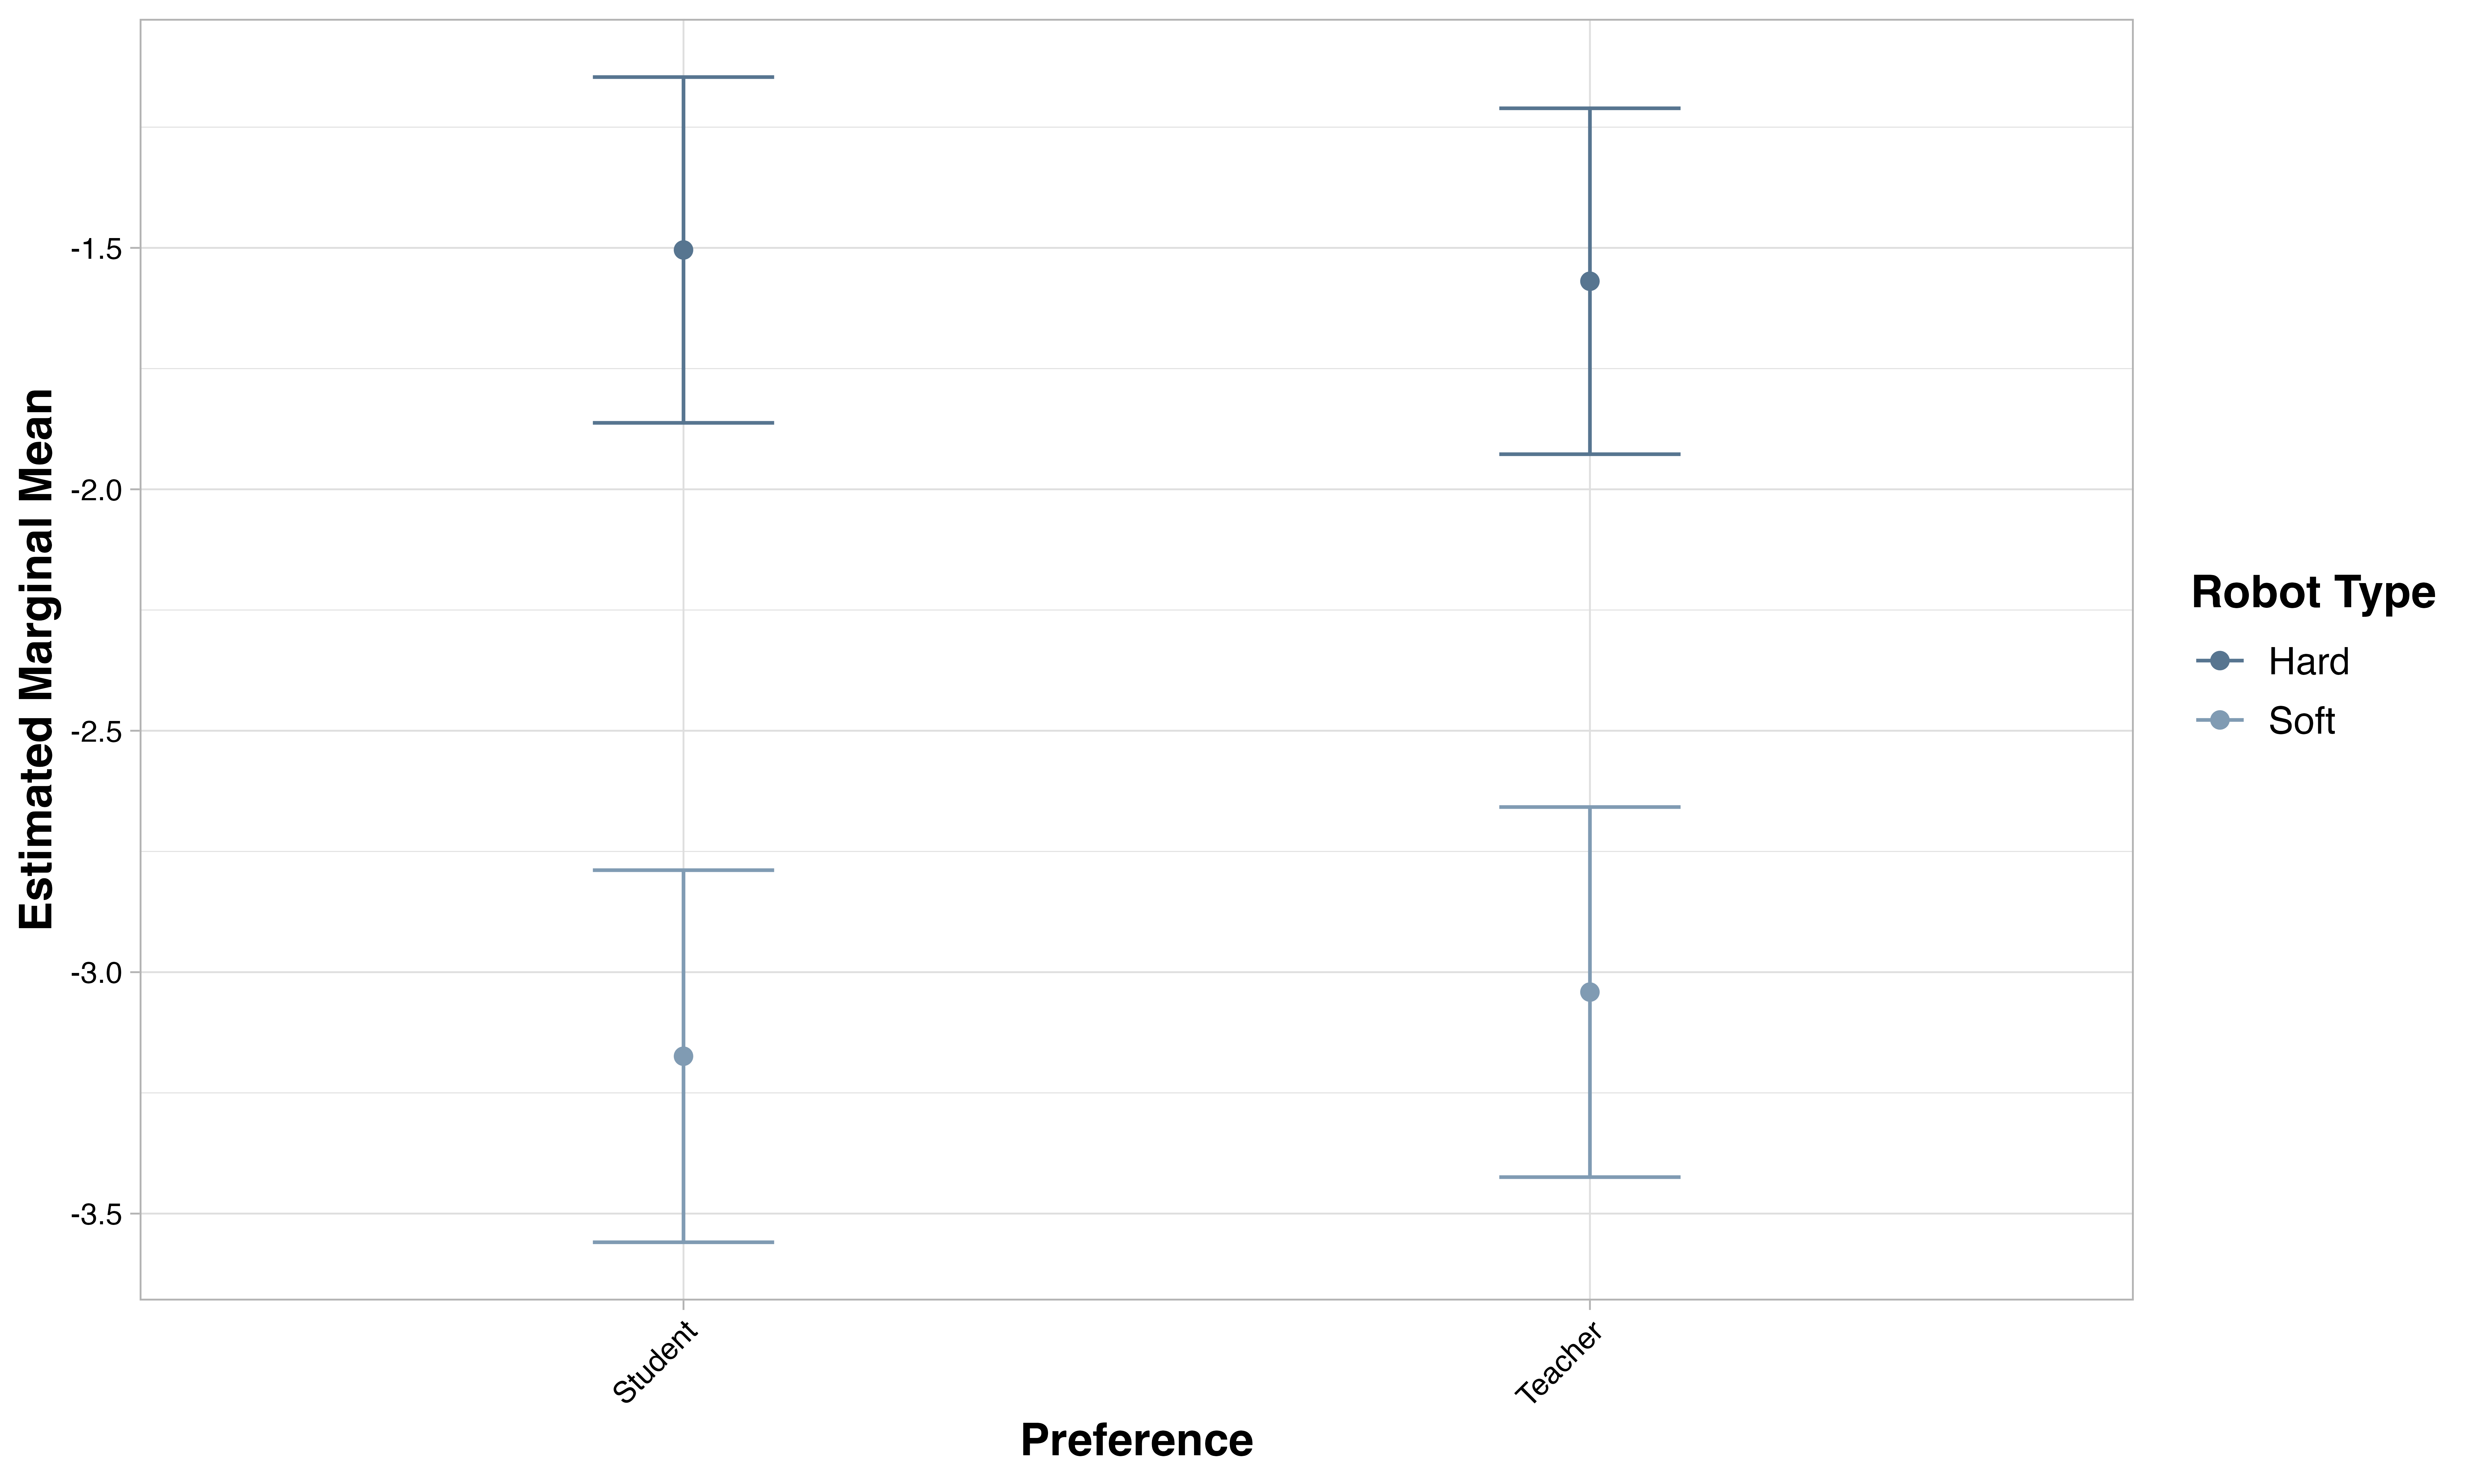 Estimated Marginal Mean
-1.5
-2.0
-2.5
-3.0
-3.5
Student
Teacher
Preference
Robot Type
Hard
Soft